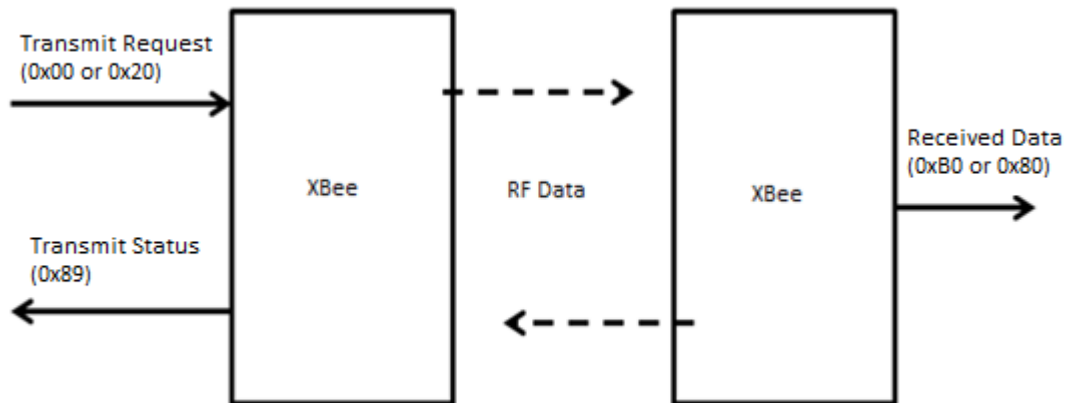 Transmit Request
(0x00 or 0x20)
XBee
Transmit Status
(0x89)
RF Data
XBee
Received Data
(0xB0 or 0x80)